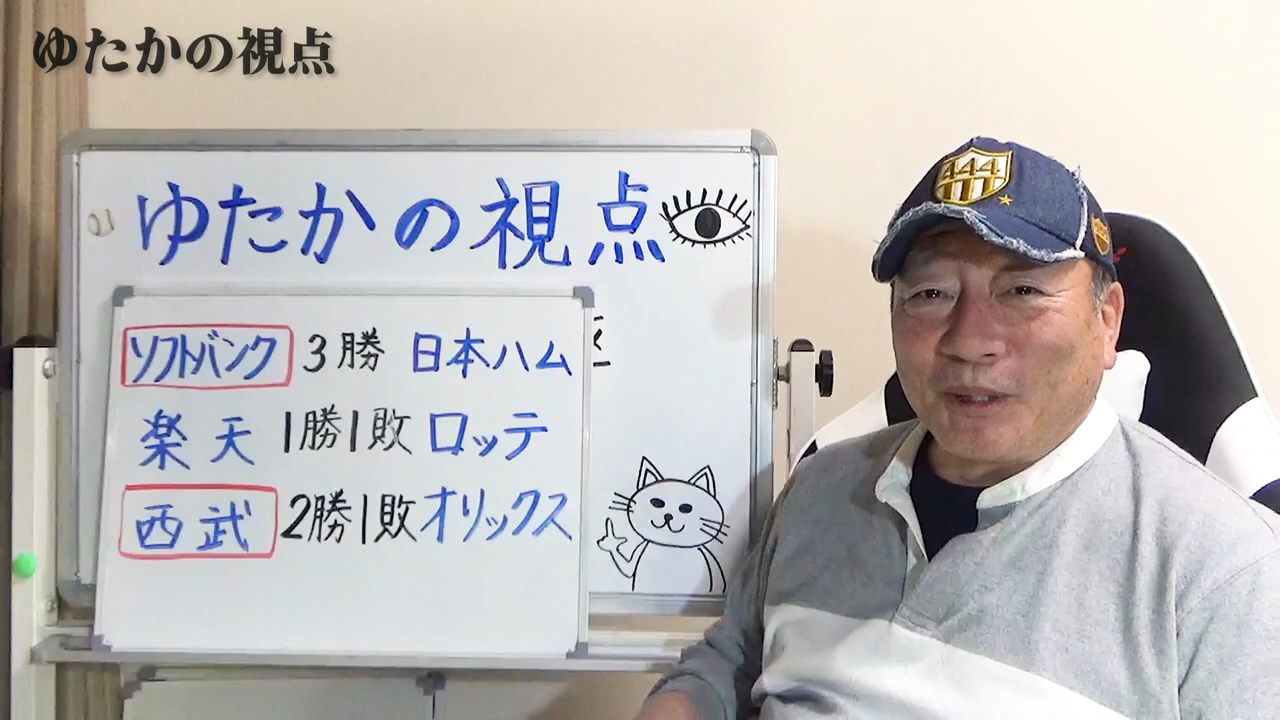 ゆたかの視点
ゆたかの視点
ソフトバンク 3勝 日本ハム
楽天 1勝1敗 ロッテ
西武 2勝1敗 オリックス
444